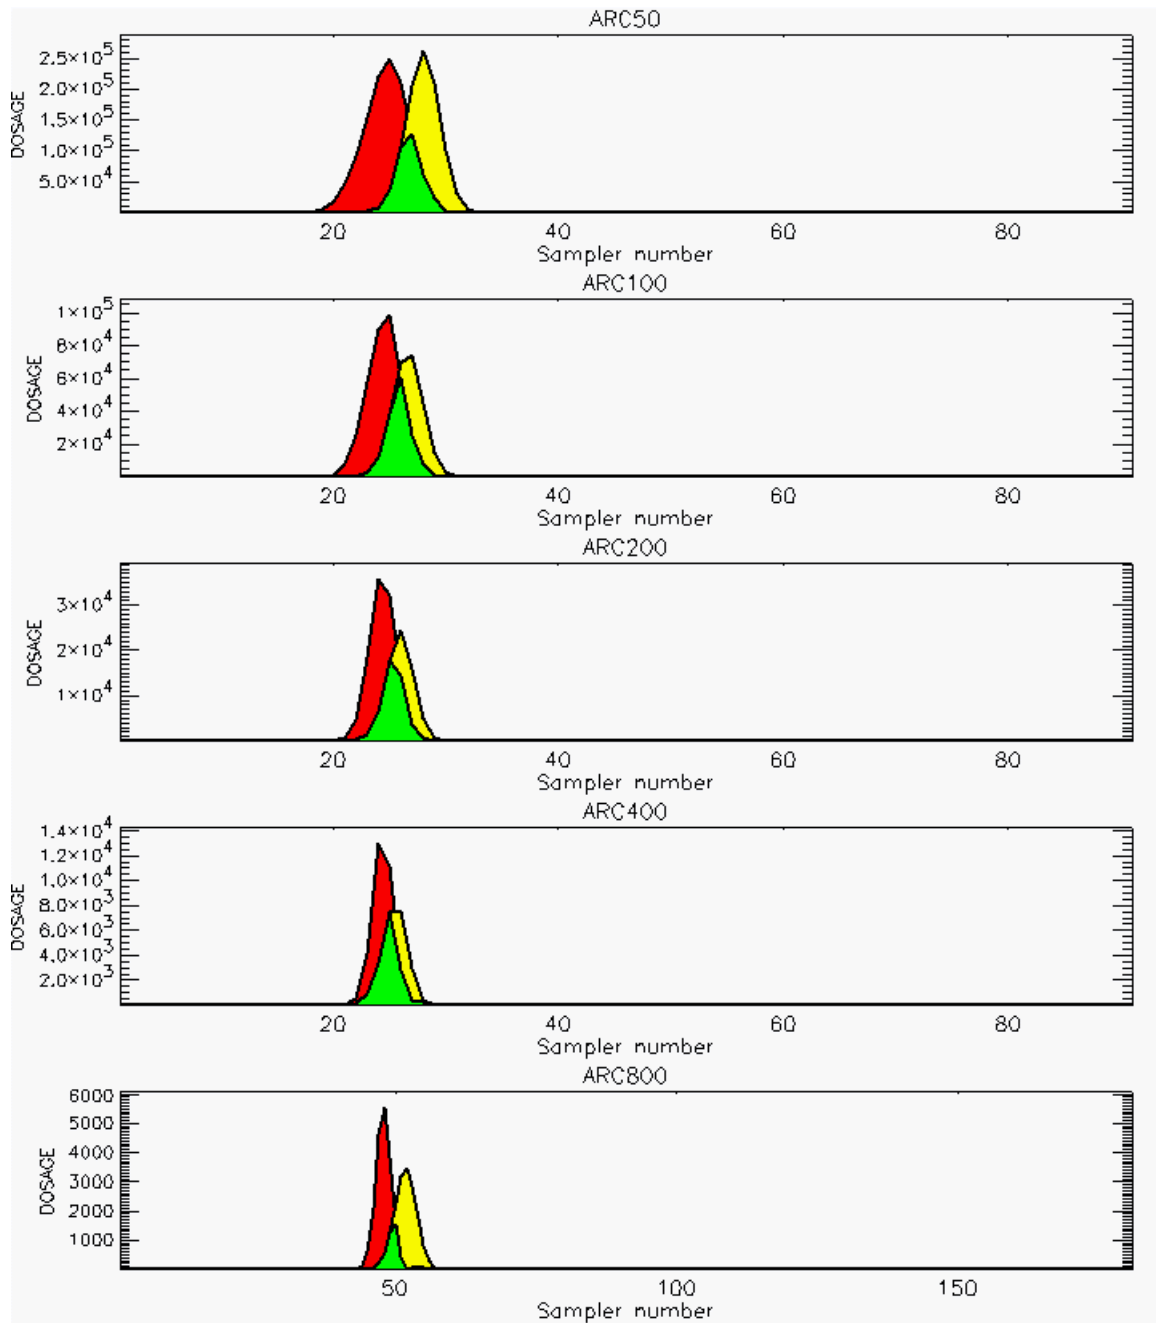 ARC50
2.5×10^5
2.0×10^5
1.5×10^5
1.0×10^5
5.0×10^4
DOSAGE
20 40 60 80
Sampler number
ARC100
1×10^5
8×10^4
6×10^4
4×10^4
2×10^4
DOSAGE
20 40 60 80
Sampler number
ARC200
3×10^4
2×10^4
1×10^4
DOSAGE
20 40 60 80
Sampler number
ARC400
1.4×10^4
1.2×10^4
1.0×10^4
8.0×10^3
6.0×10^3
4.0×10^3
2.0×10^3
DOSAGE
20 40 60 80
Sampler number
ARC800
6000
5000
4000
3000
2000
1000
DOSAGE
50 100 150
Sampler number